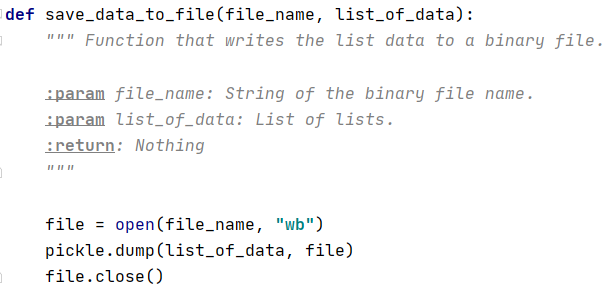 def save_data_to_file(file_name, list_of_data):
""" Function that writes the list data to a binary file.
:param file_name: String of the binary file name.
:param list_of_data: List of lists.
:return: Nothing
"""
file = open(file_name, "wb")
pickle.dump(list_of_data, file)
file.close()